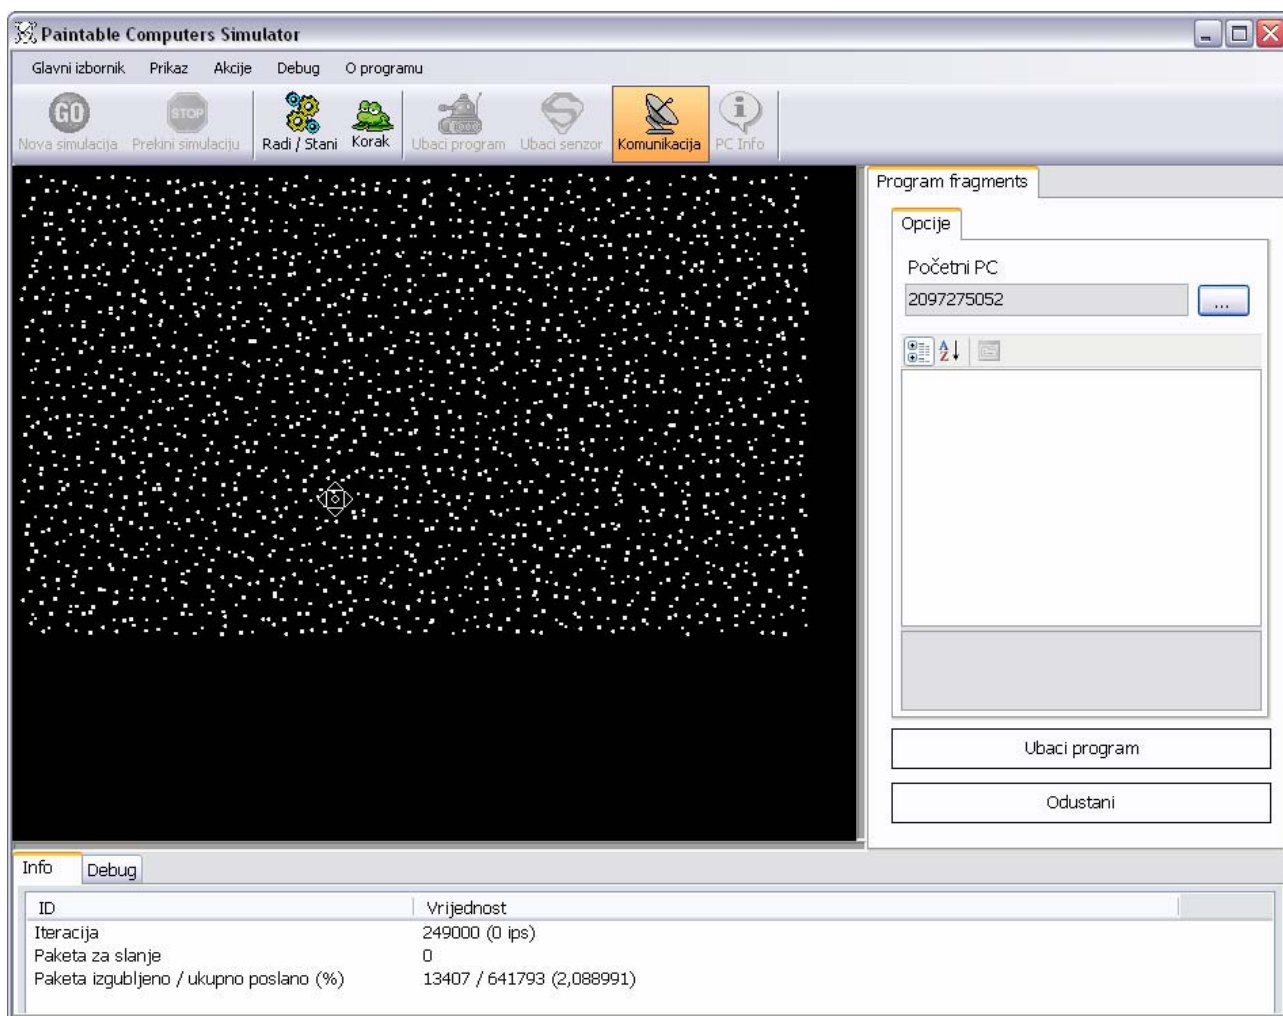 Paintable Computers Simulator
Glavni izbornik Prikaz Akcije Debug O programu
GO STOP
Nova simulacija Prekini simulaciju Radi / Stani Korak Ubaci program Ubaci senzor Komunikacija PC Info
Program fragments
Opcije
Početni PC
2097275052 ...
A
Z
Ubaci program
Odustani
Info Debug
ID Vrijednost
Iteracija 249000 (0 ips)
Paketa za slanje 0
Paketa izgubljeno / ukupno poslano (%) 13407 / 641793 (2,088991)